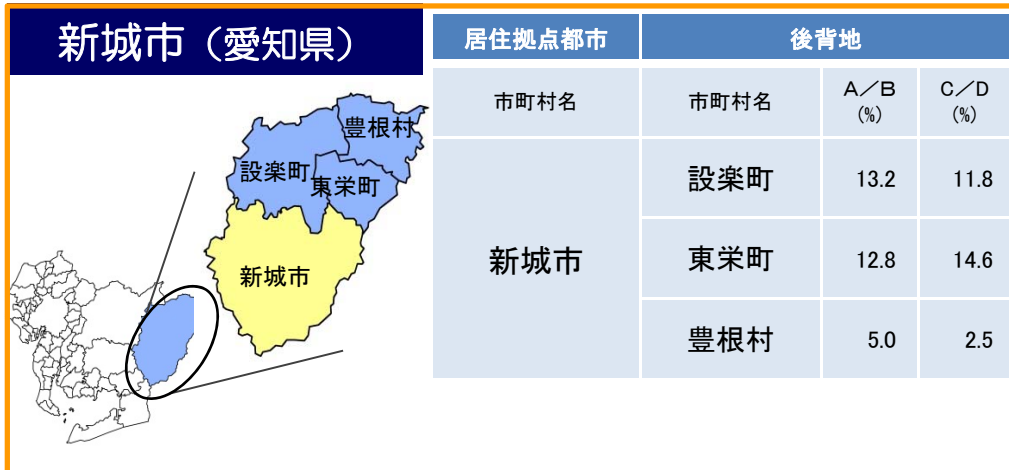 新城市（愛知県）
豊根村
設楽町
東栄町
新城市
居住拠点都市 後背地
市町村名 市町村名 A／B (%) C／D (%)
新城市 設楽町 13.2 11.8
東栄町 12.8 14.6
豊根村 5.0 2.5